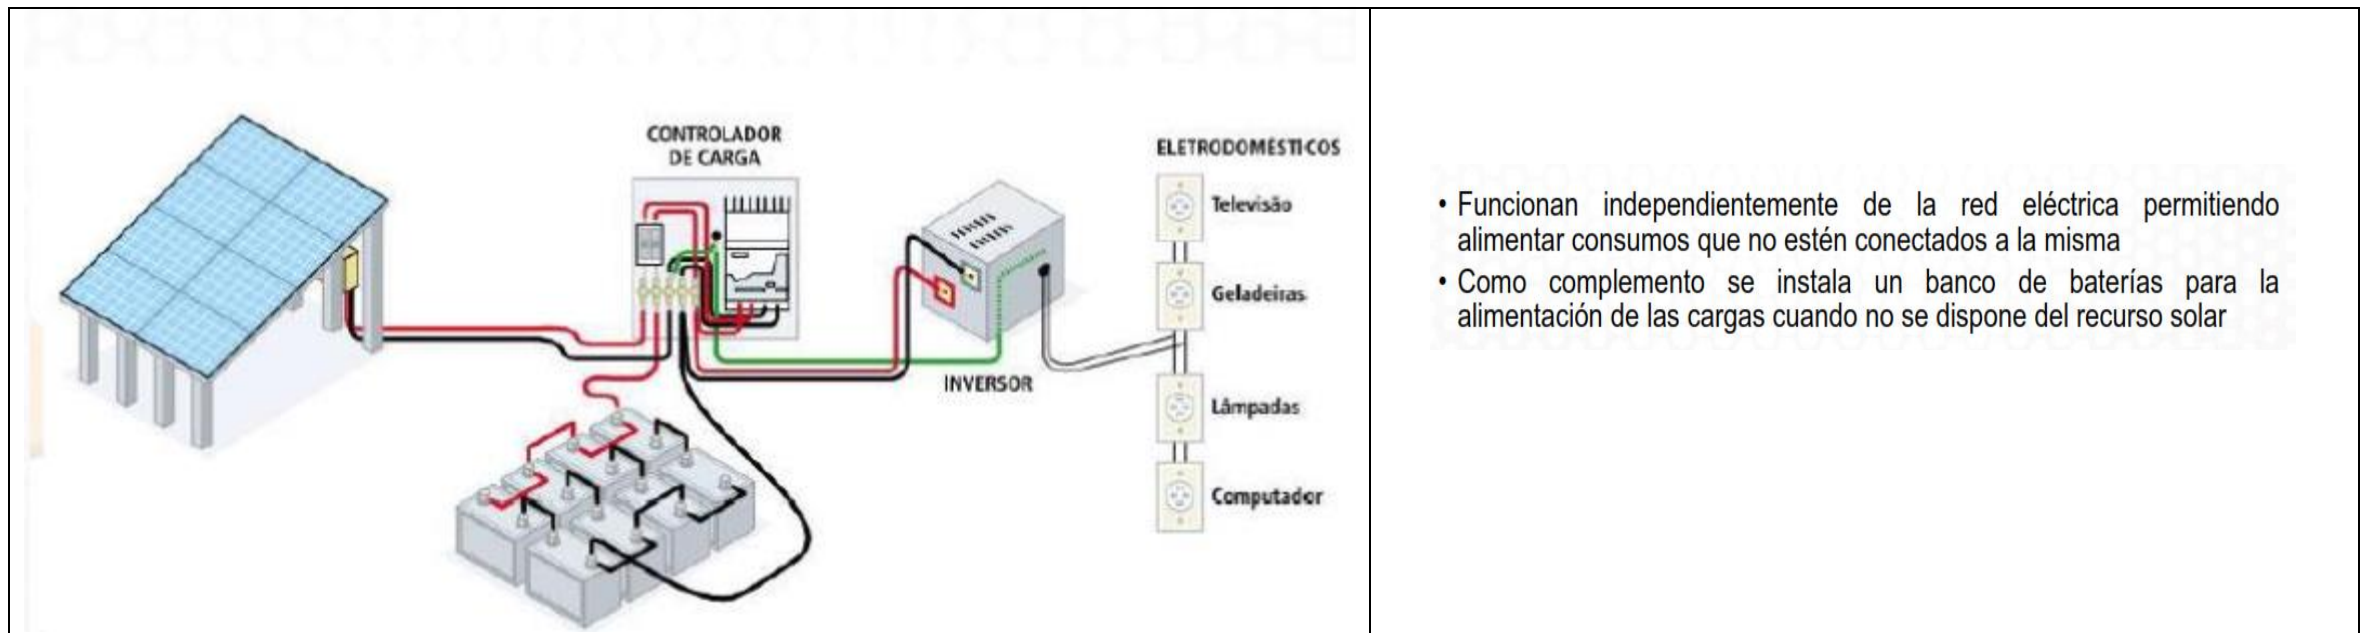 CONTROLADOR
DE CARGA
INVERSOR
ELETRODOMÉSTICOS
Televisão
Geladeiras
Lâmpadas
Computador
• Funcionan independientemente de la red eléctrica permitiendo
alimentar consumos que no estén conectados a la misma
• Como complemento se instala un banco de baterías para la
alimentación de las cargas cuando no se dispone del recurso solar